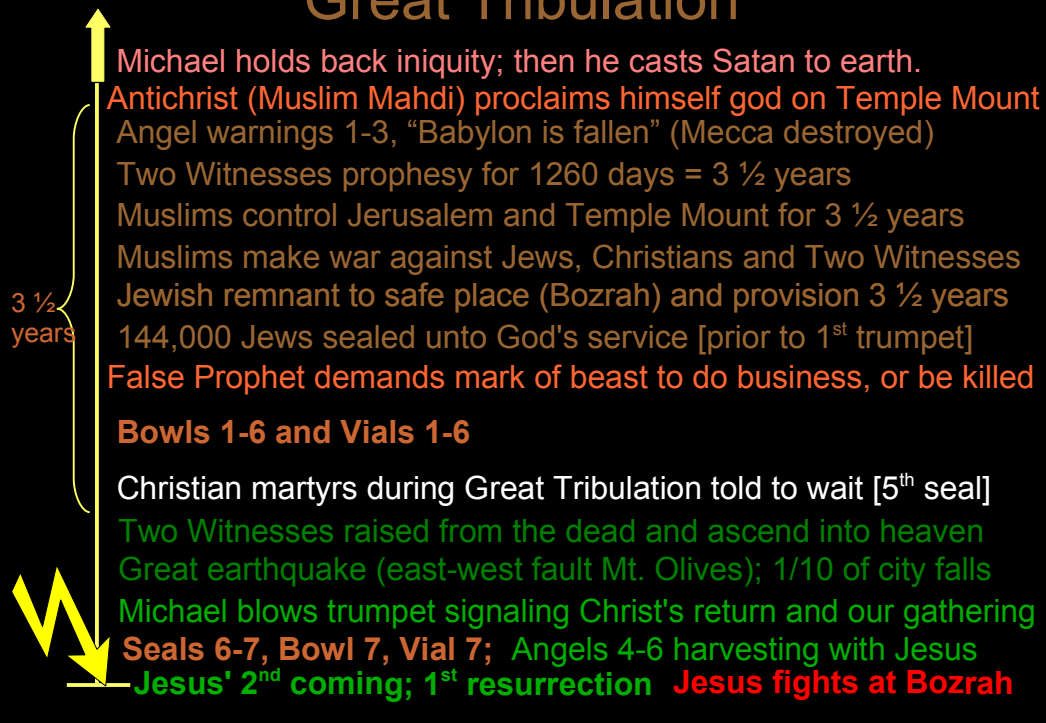 Great Tribulation
Michael holds back iniquity; then he casts Satan to earth.
Antichrist (Muslim Mahdi) proclaims himself god on Temple Mount
Angel warnings 1-3, “Babylon is fallen” (Mecca destroyed)
Two Witnesses prophesy for 1260 days = 3 ½ years
Muslims control Jerusalem and Temple Mount for 3 ½ years
Muslims make war against Jews, Christians and Two Witnesses
Jewish remnant to safe place (Bozrah) and provision 3 ½ years
3 ½
years
144,000 Jews sealed unto God's service [prior to 1st trumpet]
False Prophet demands mark of beast to do business, or be killed
Bowls 1-6 and Vials 1-6
Christian martyrs during Great Tribulation told to wait [5th seal]
Two Witnesses raised from the dead and ascend into heaven
Great earthquake (east-west fault Mt. Olives); 1/10 of city falls
Michael blows trumpet signaling Christ's return and our gathering
Seals 6-7, Bowl 7, Vial 7; Angels 4-6 harvesting with Jesus
Jesus' 2nd coming; 1st resurrection Jesus fights at Bozrah